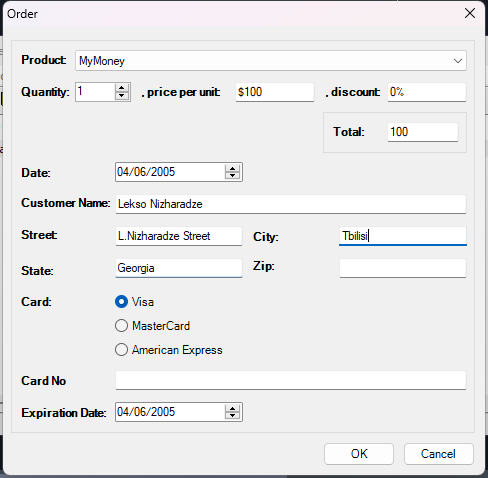 Order
Product: MyMoney
Quantity: 1 , price per unit: $100 , discount: 0%
Total: 100
Date: 04/06/2005
Customer Name: Lekso Nizharadze
Street: L.Nizharadze Street City: Tbilisi
State: Georgia Zip:
Card: Visa
MasterCard
American Express
Card No
Expiration Date: 04/06/2005
OK Cancel